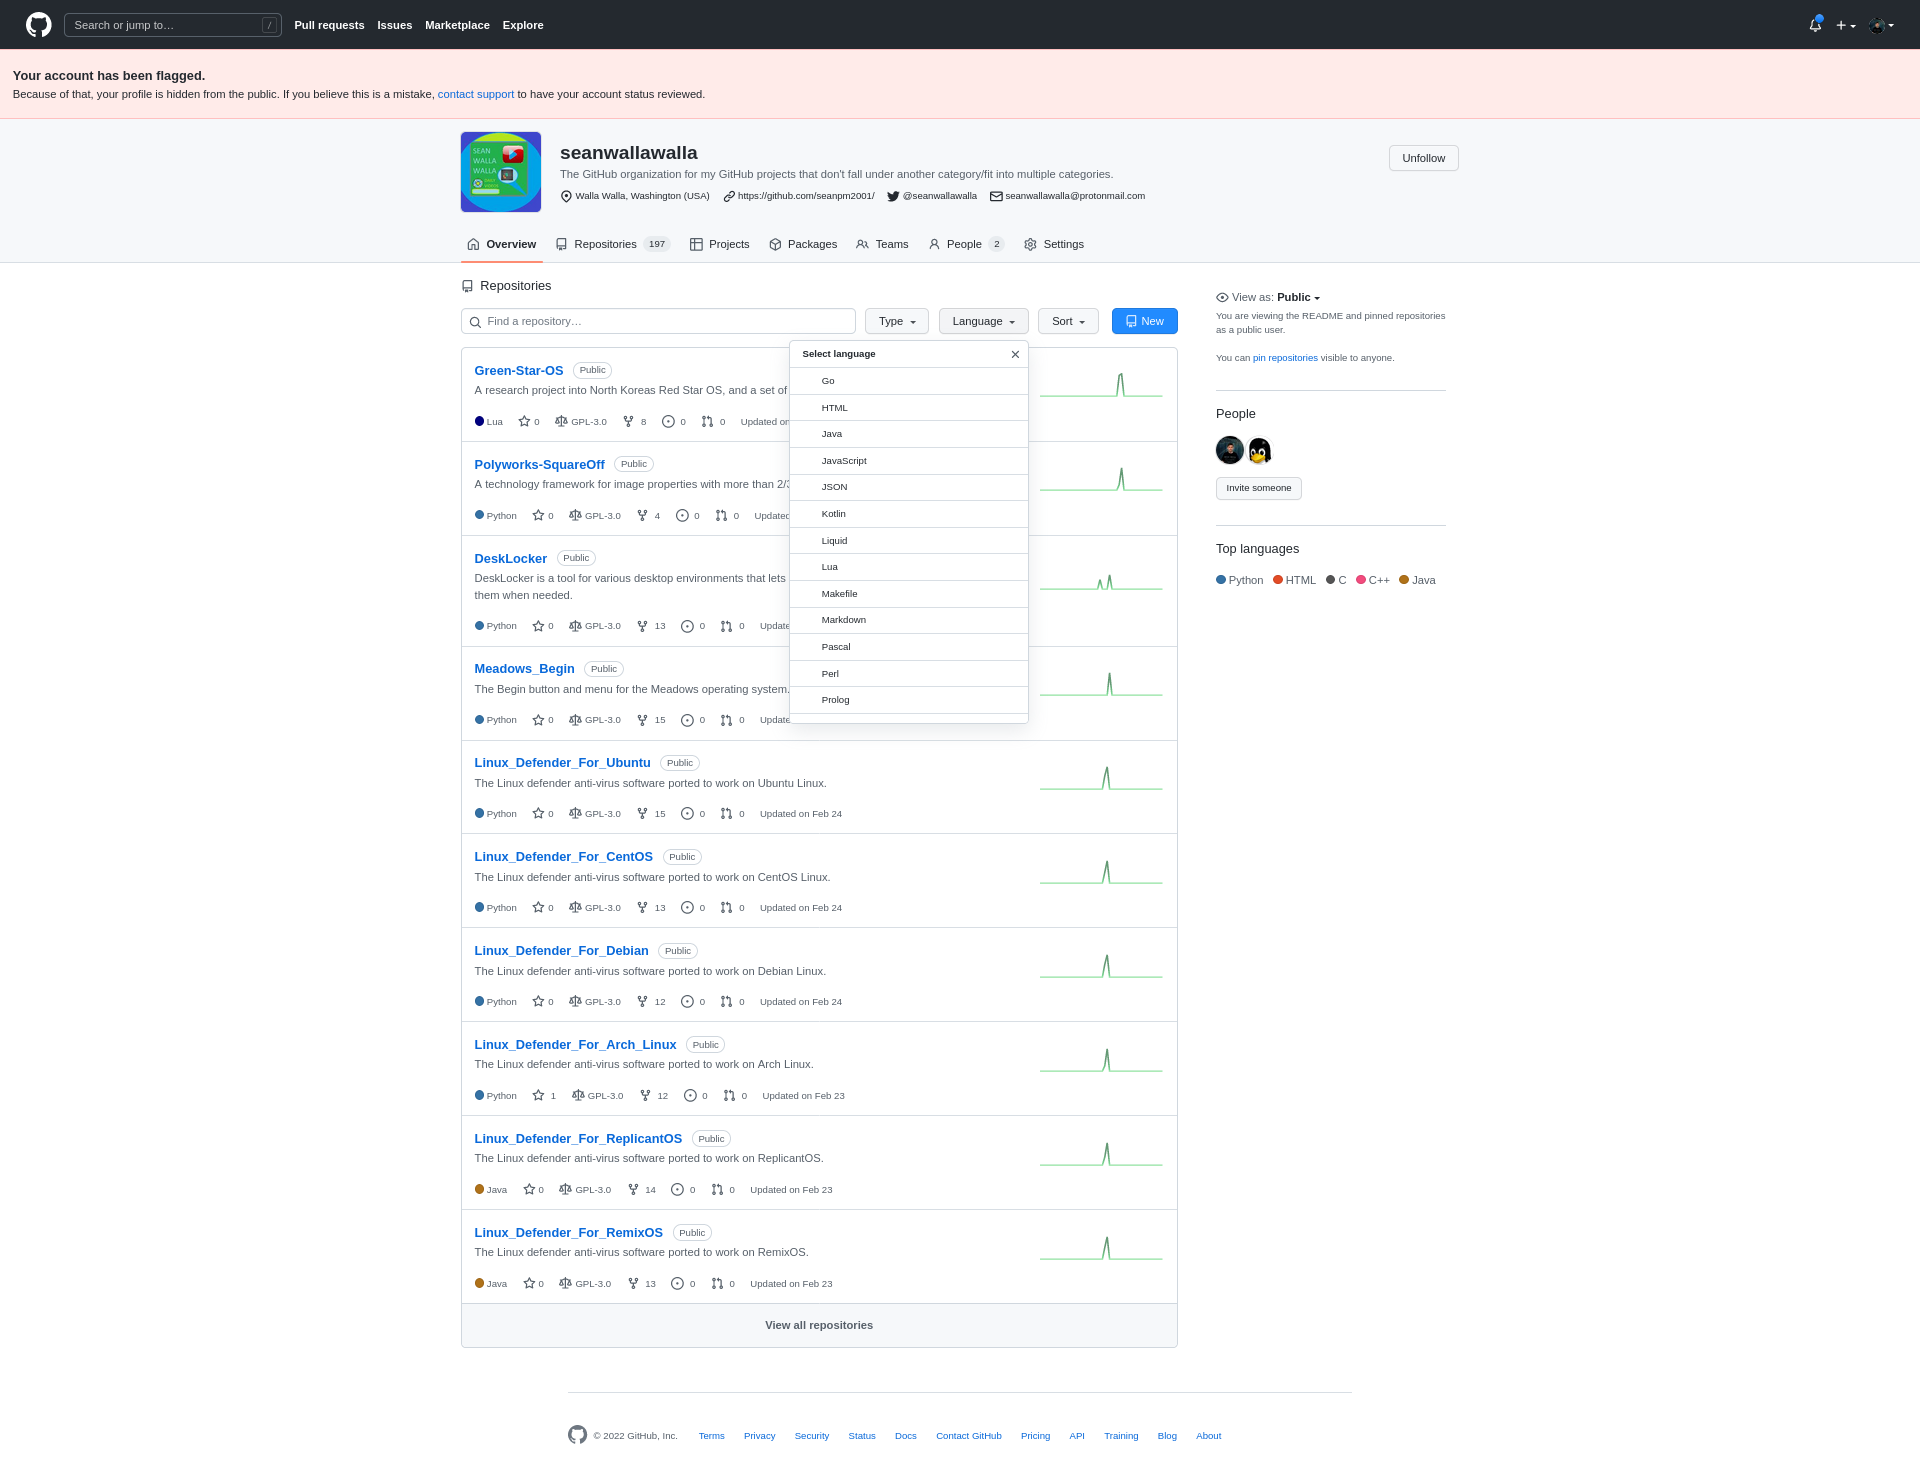 Search or jump to… /
Pull requests Issues Marketplace Explore
Your account has been flagged.
Because of that, your profile is hidden from the public. If you believe this is a mistake, contact support to have your account status reviewed.
SEAN
WALLA
WALLA
seanwallawalla
The GitHub organization for my GitHub projects that don't fall under another category/fit into multiple categories.
Walla Walla, Washington (USA) https://github.com/seanpm2001/ @seanwallawalla seanwallawalla@protonmail.com
Unfollow
Overview Repositories 197 Projects Packages Teams People 2 Settings
Repositories
Find a repository… Type Language Sort New
Select language
Go
HTML
Java
JavaScript
JSON
Kotlin
Liquid
Lua
Makefile
Markdown
Pascal
Perl
Prolog
Green-Star-OS Public
A research project into North Koreas Red Star OS, and a set of
Lua 0 GPL-3.0 8 0 0 Updated on
Polyworks-SquareOff Public
A technology framework for image properties with more than 2/3
Python 0 GPL-3.0 4 0 0 Updated
DeskLocker Public
DeskLocker is a tool for various desktop environments that lets
them when needed.
Python 0 GPL-3.0 13 0 0 Update
Meadows_Begin Public
The Begin button and menu for the Meadows operating system.
Python 0 GPL-3.0 15 0 0 Update
Linux_Defender_For_Ubuntu Public
The Linux defender anti-virus software ported to work on Ubuntu Linux.
Python 0 GPL-3.0 15 0 0 Updated on Feb 24
Linux_Defender_For_CentOS Public
The Linux defender anti-virus software ported to work on CentOS Linux.
Python 0 GPL-3.0 13 0 0 Updated on Feb 24
Linux_Defender_For_Debian Public
The Linux defender anti-virus software ported to work on Debian Linux.
Python 0 GPL-3.0 12 0 0 Updated on Feb 24
Linux_Defender_For_Arch_Linux Public
The Linux defender anti-virus software ported to work on Arch Linux.
Python 1 GPL-3.0 12 0 0 Updated on Feb 23
Linux_Defender_For_ReplicantOS Public
The Linux defender anti-virus software ported to work on ReplicantOS.
Java 0 GPL-3.0 14 0 0 Updated on Feb 23
Linux_Defender_For_RemixOS Public
The Linux defender anti-virus software ported to work on RemixOS.
Java 0 GPL-3.0 13 0 0 Updated on Feb 23
View all repositories
View as: Public
You are viewing the README and pinned repositories
as a public user.
You can pin repositories visible to anyone.
People
Invite someone
Top languages
Python HTML C C++ Java
© 2022 GitHub, Inc. Terms Privacy Security Status Docs Contact GitHub Pricing API Training Blog About